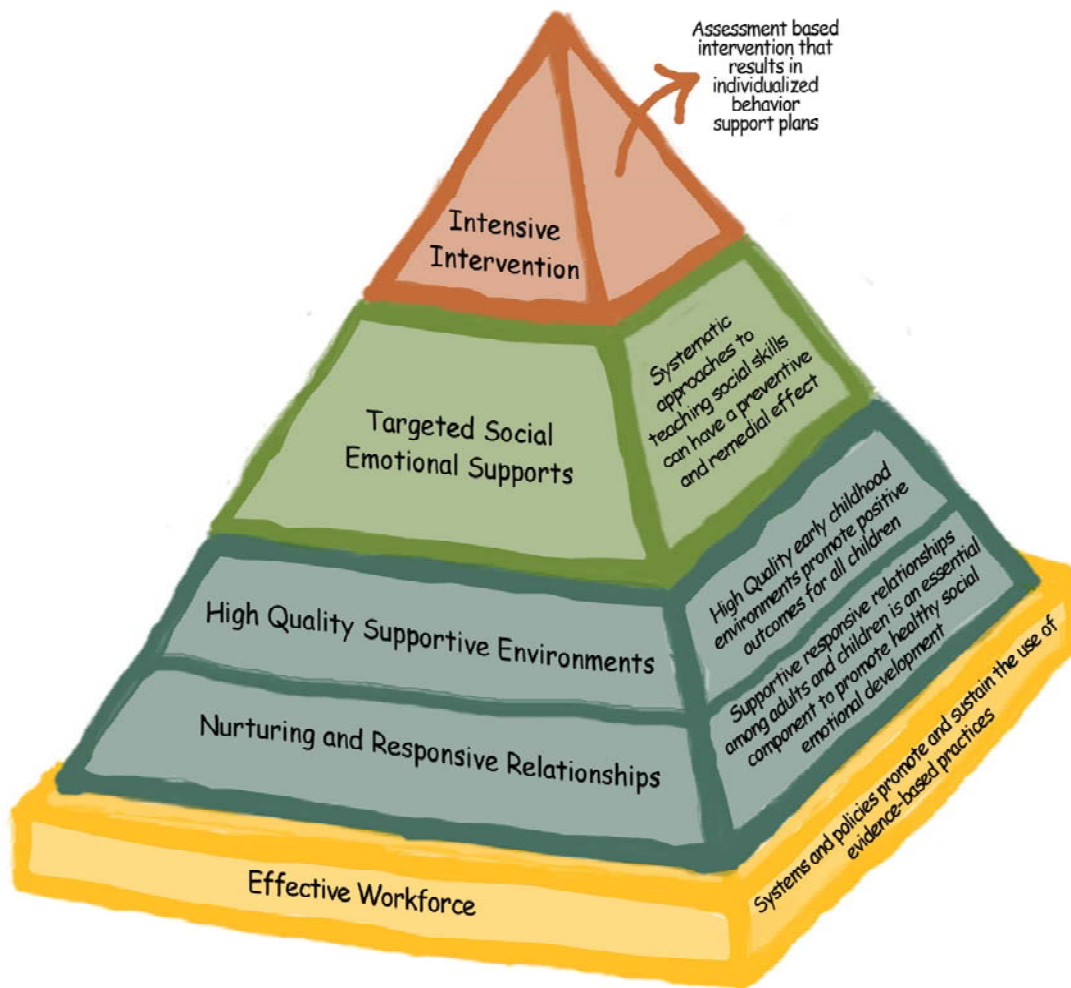 Assessment based
intervention that
results in
individualized
behavior
support plans
Intensive
Intervention
Systematic
approaches to
teaching social skills
can have a preventive
and remedial effect
Targeted Social
Emotional Supports
High Quality early childhood
environments promote positive
outcomes for all children
High Quality Supportive Environments
Supportive responsive relationships
among adults and children is an essential
component to promote healthy social
emotional development
Nurturing and Responsive Relationships
Systems and policies promote and sustain the use of
evidence-based practices
Effective Workforce